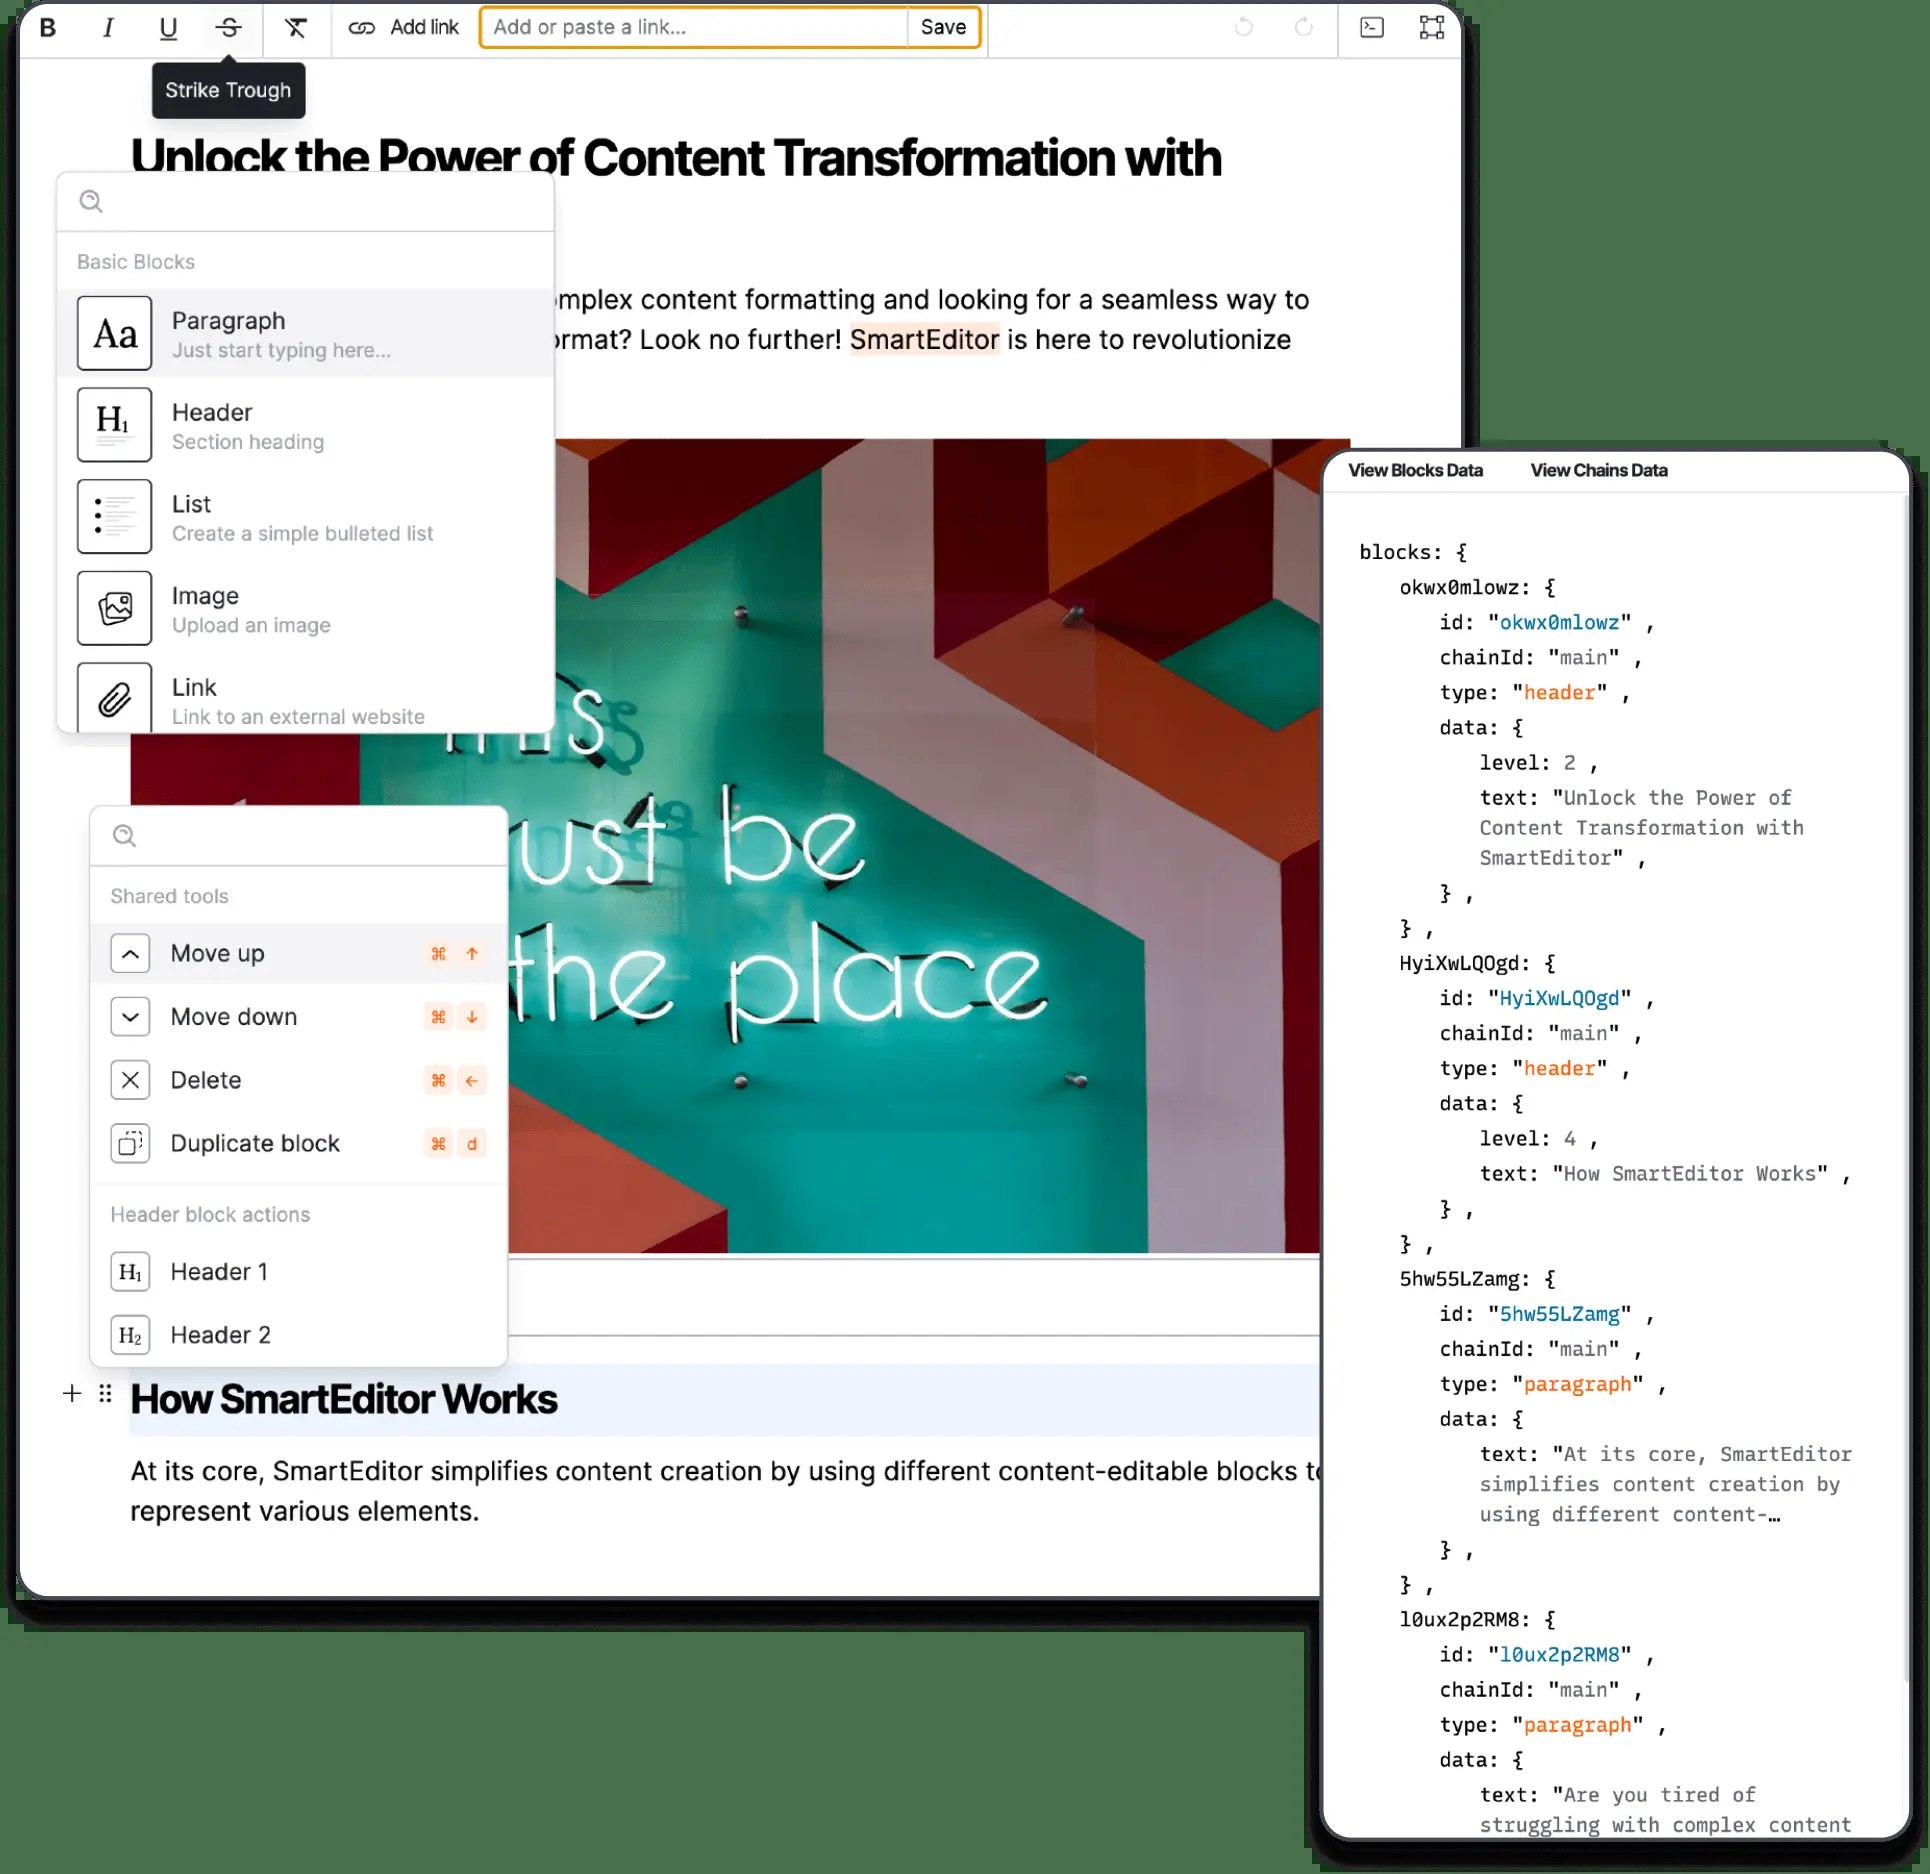 B I U S Add link Add or paste a link... Save
Strike Trough
Unlock the Power of Content Transformation with
Basic Blocks
Aa Paragraph
Just start typing here...
H1 Header
Section heading
List
Create a simple bulleted list
Image
Upload an image
Link
Link to an external website
mplex content formatting and looking for a seamless way to
ormat? Look no further! SmartEditor is here to revolutionize
ust be
the place
Shared tools
Move up ⌘ ↑
Move down ⌘ ↓
Delete ⌘ ←
Duplicate block ⌘ d
Header block actions
H1 Header 1
H2 Header 2
How SmartEditor Works
At its core, SmartEditor simplifies content creation by using different content-editable blocks to
represent various elements.
View Blocks Data View Chains Data
blocks: {
okwx0mlowz: {
id: "okwx0mlowz" ,
chainId: "main" ,
type: "header" ,
data: {
level: 2 ,
text: "Unlock the Power of
Content Transformation with
SmartEditor" ,
} ,
} ,
HyiXwLQOgd: {
id: "HyiXwLQOgd" ,
chainId: "main" ,
type: "header" ,
data: {
level: 4 ,
text: "How SmartEditor Works" ,
} ,
} ,
5hw55LZamg: {
id: "5hw55LZamg" ,
chainId: "main" ,
type: "paragraph" ,
data: {
text: "At its core, SmartEditor
simplifies content creation by
using different content-…
} ,
} ,
l0ux2p2RM8: {
id: "l0ux2p2RM8" ,
chainId: "main" ,
type: "paragraph" ,
data: {
text: "Are you tired of
struggling with complex content